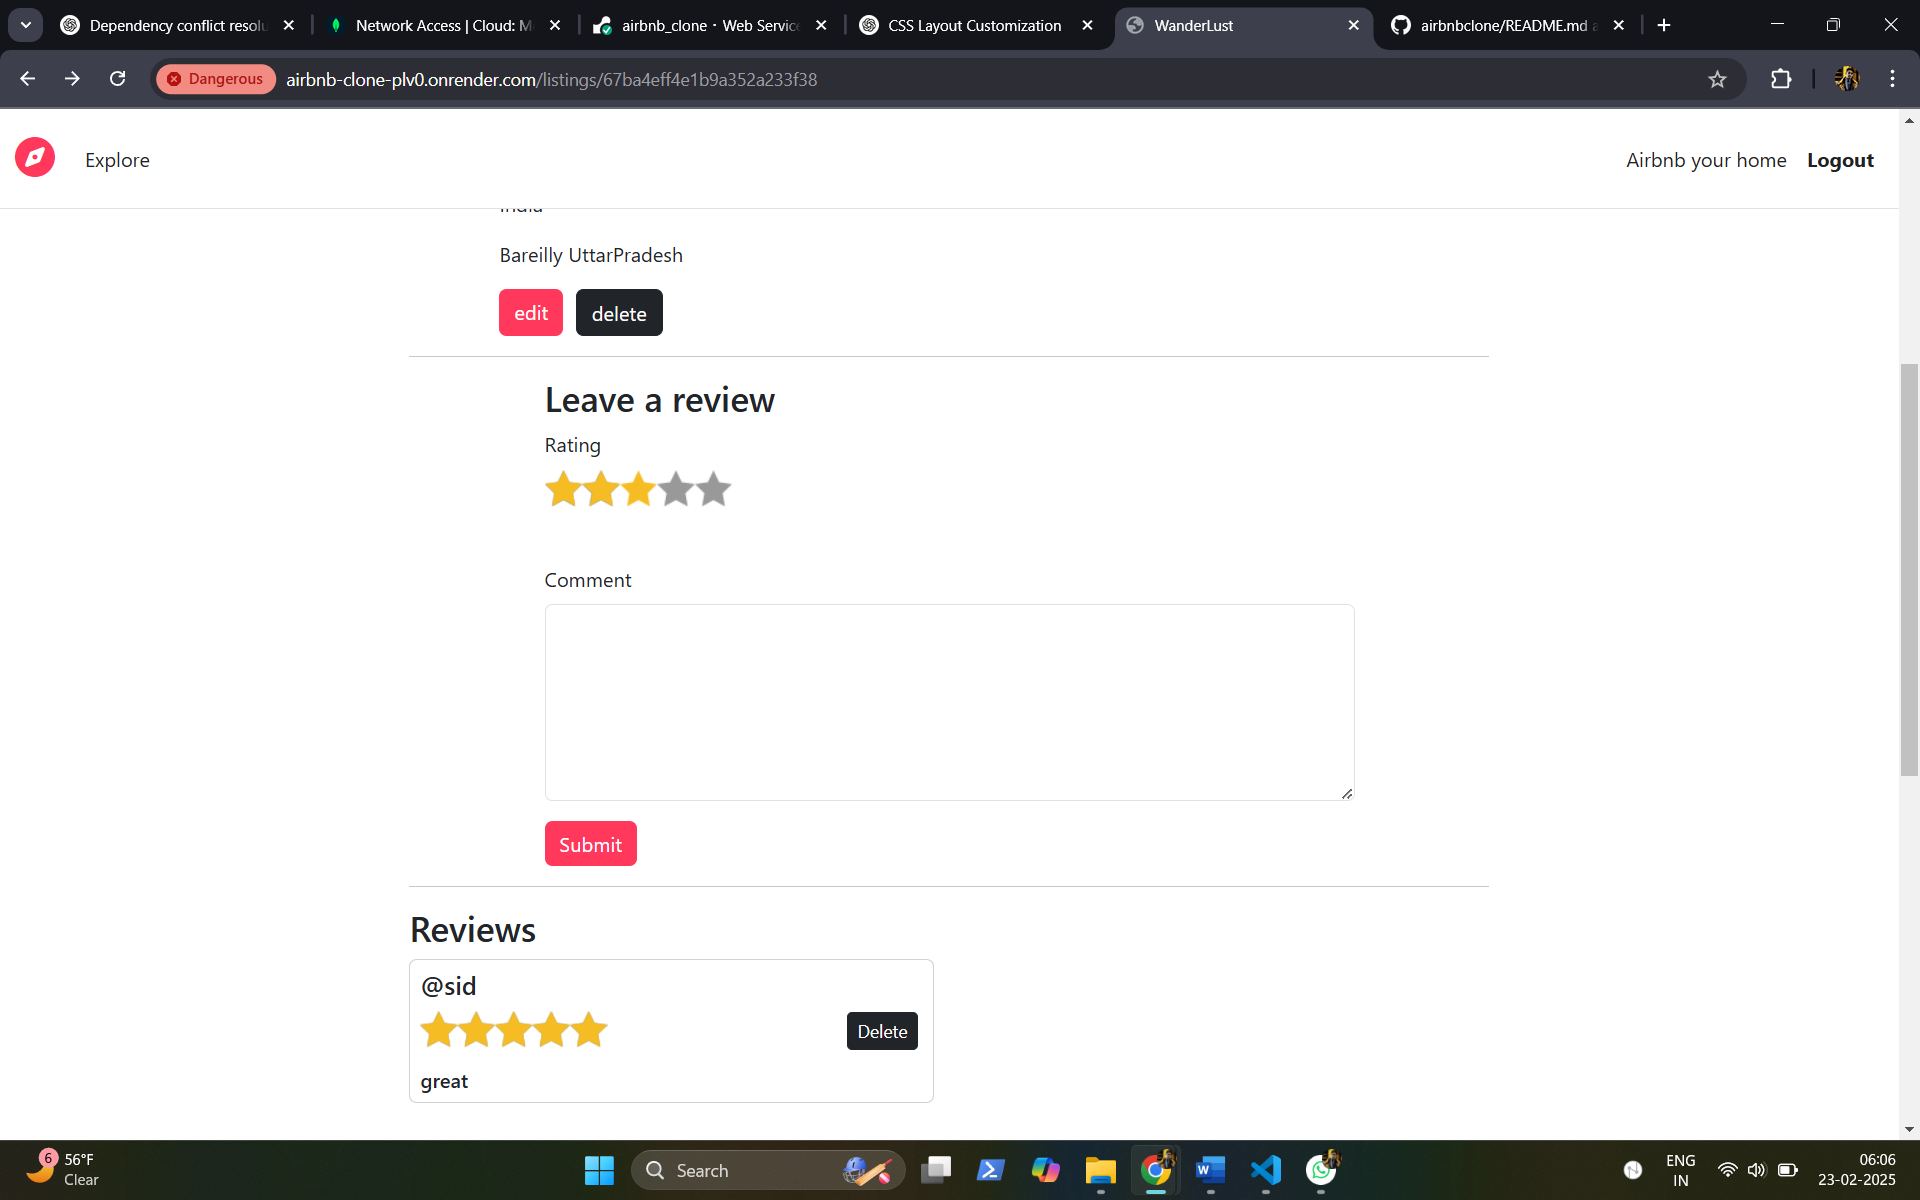 Dependency conflict resolu
Network Access | Cloud: M
airbnb_clone · Web Service
CSS Layout Customization
WanderLust
airbnbclone/README.md a
Dangerous
airbnb-clone-plv0.onrender.com/listings/67ba4eff4e1b9a352a233f38
Explore
Airbnb your home
Logout
India
Bareilly UttarPradesh
edit
delete
Leave a review
Rating
Comment
Submit
Reviews
@sid
Delete
great
6
56°F
Clear
Search
ENG
IN
06:06
23-02-2025